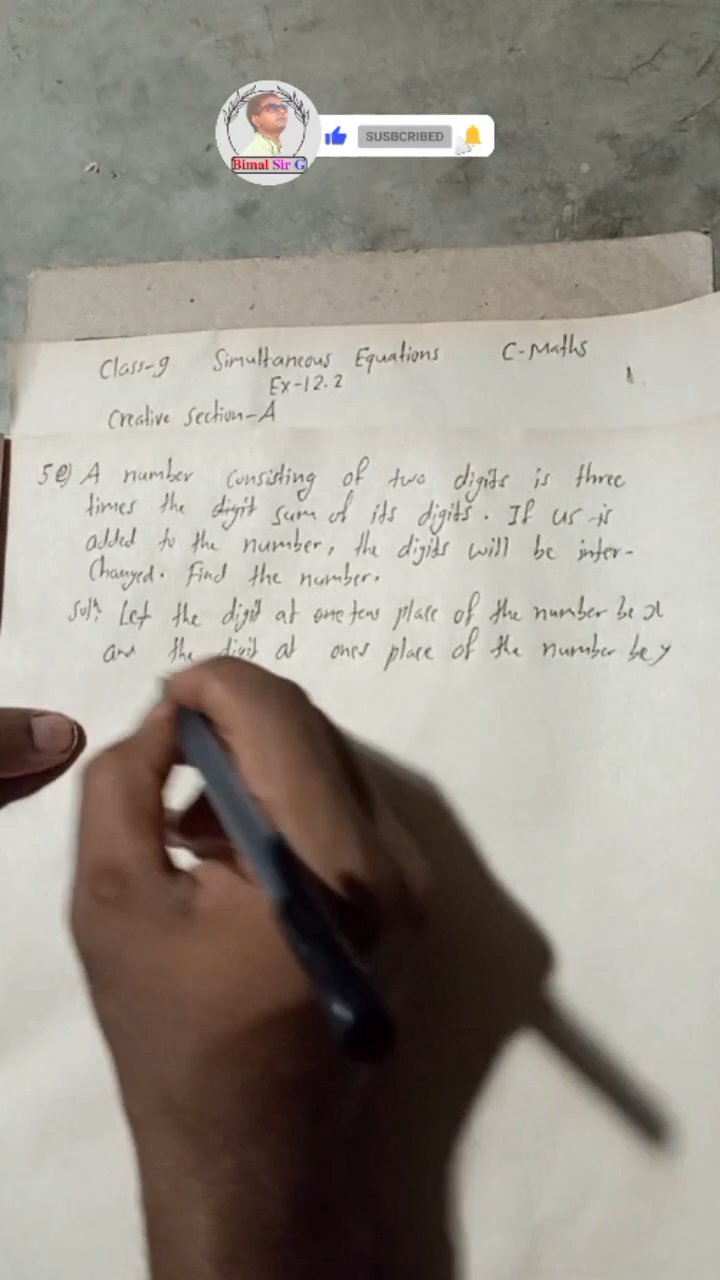 Bimal Sir G
SUSBCRIBED
Class-9 Simultaneous Equations C-Maths
Ex-12.2
Creative Section-A
5 e) A number consisting of two digits is three
times the digit sum of its digits. If 45 is
added to the number, the digits will be inter-
changed. Find the number.
Solⁿ: Let the digit at tens place of the number be x
and the digit at ones place of the number be y